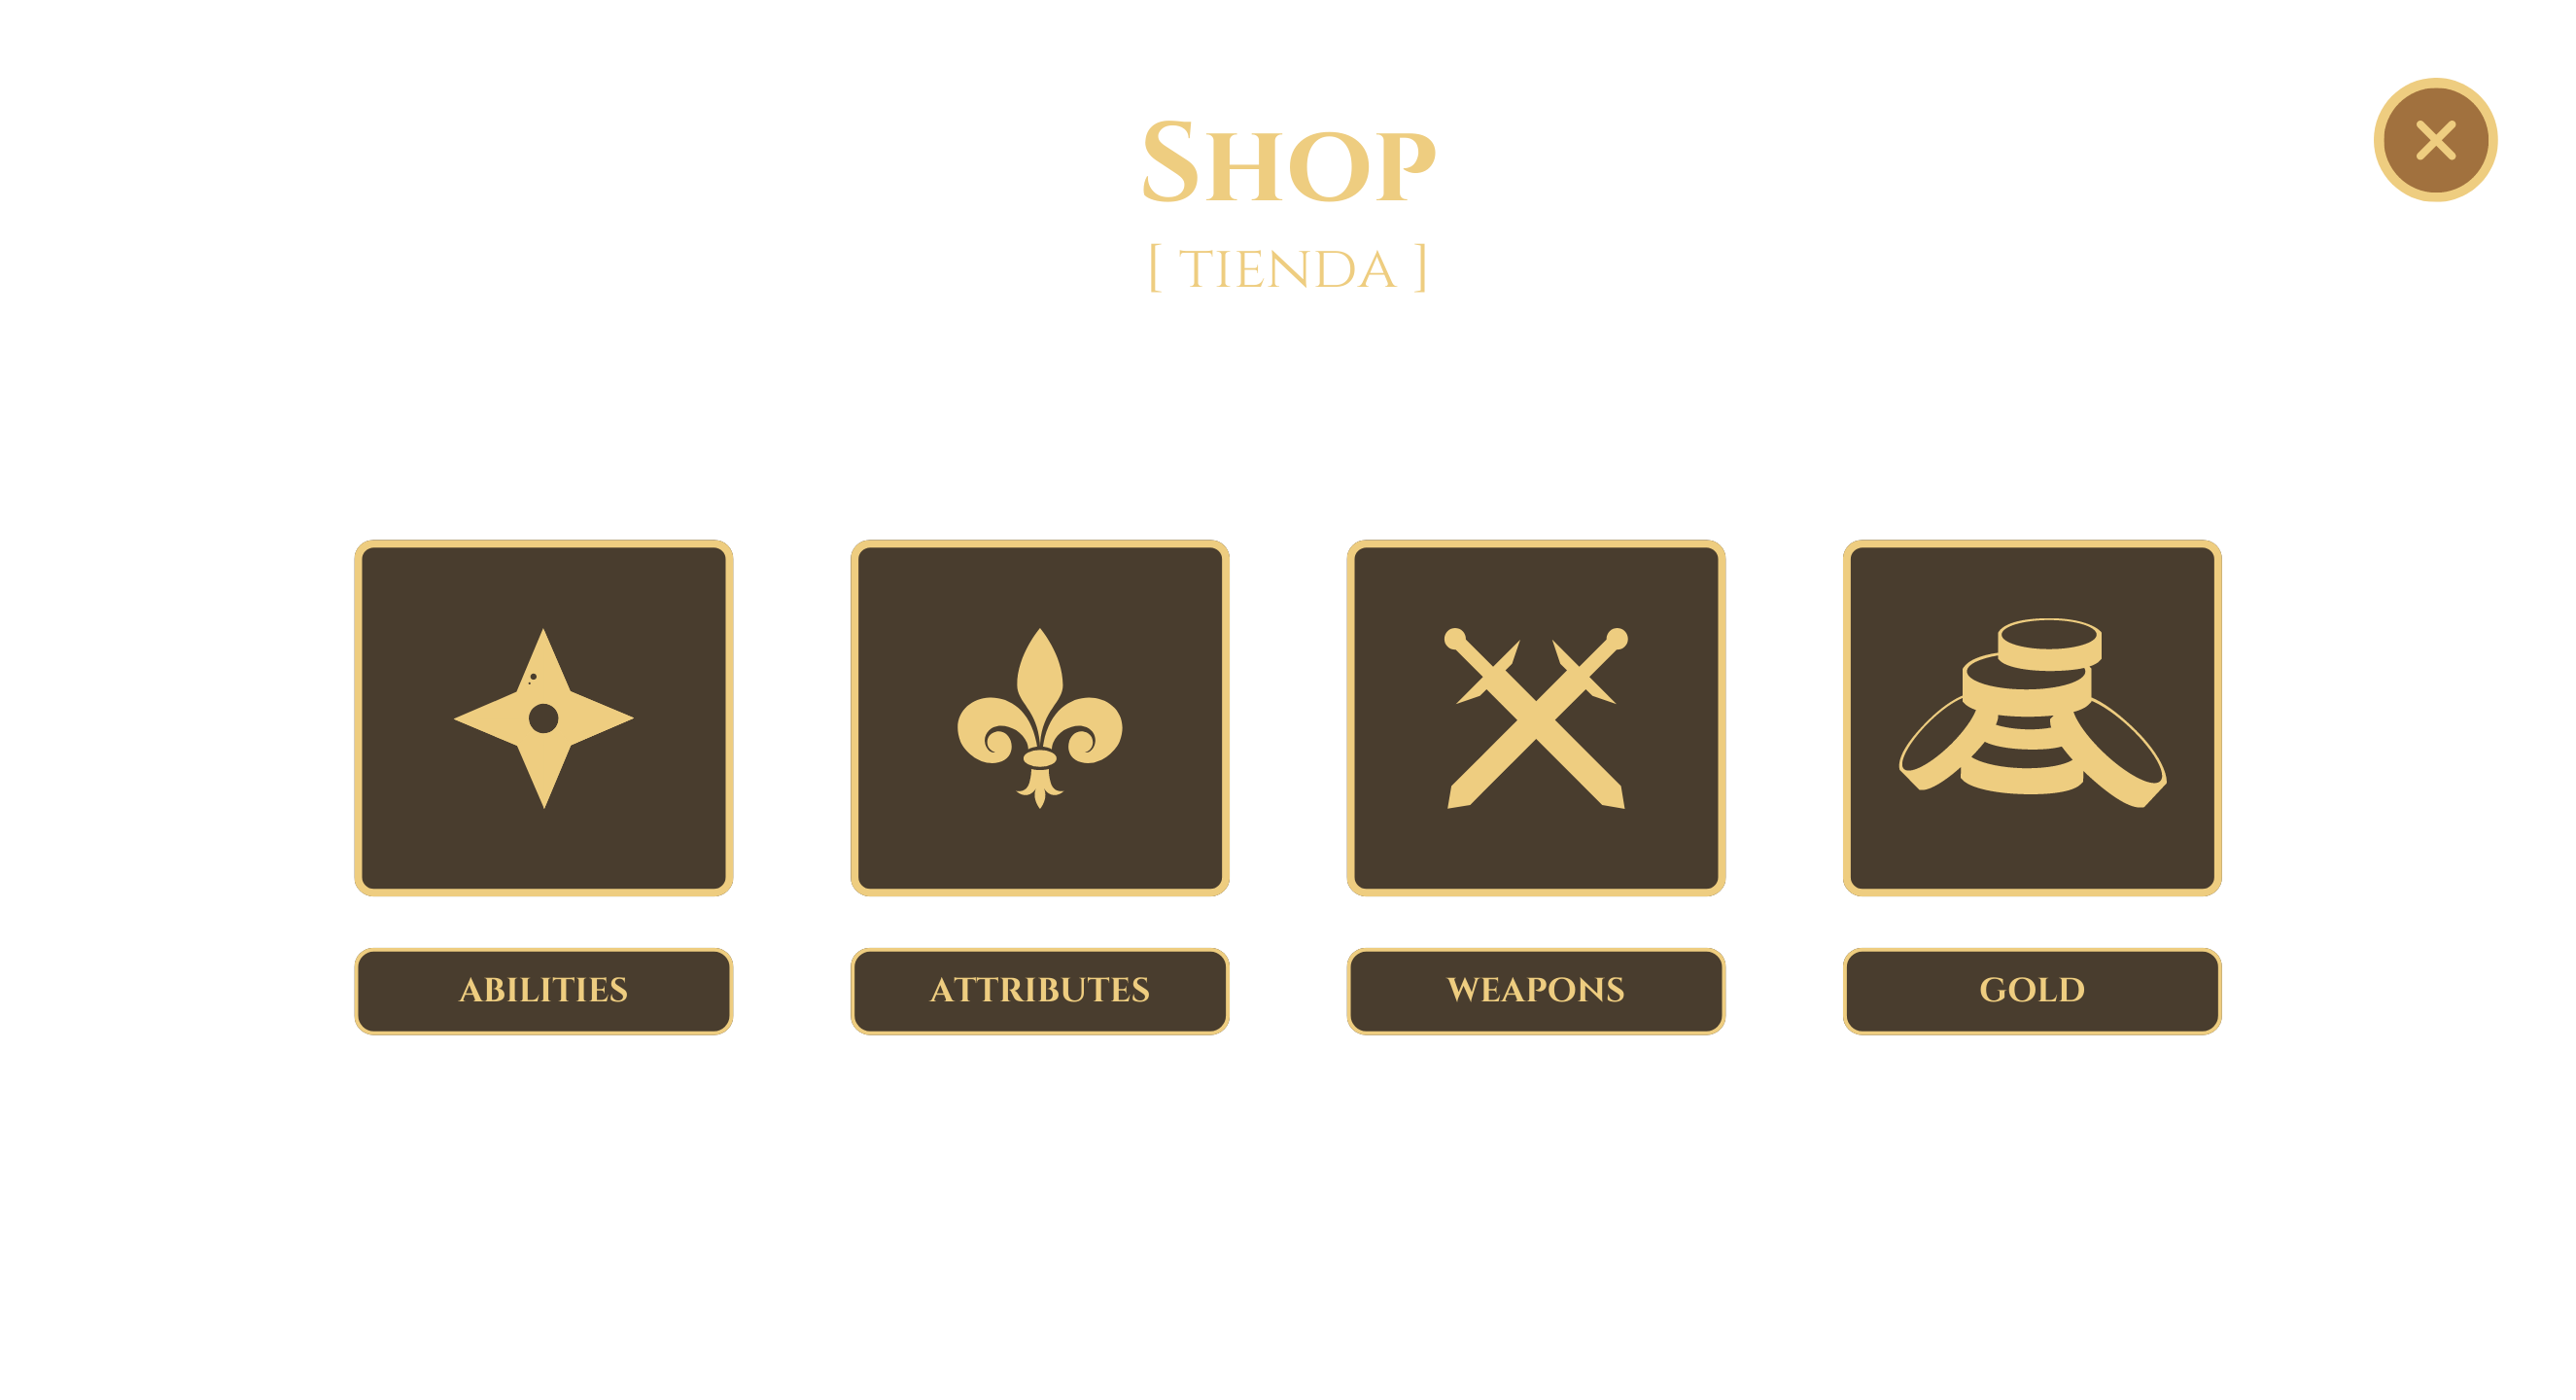 Shop
[ TIENDA ]
ABILITIES
ATTRIBUTES
WEAPONS
GOLD